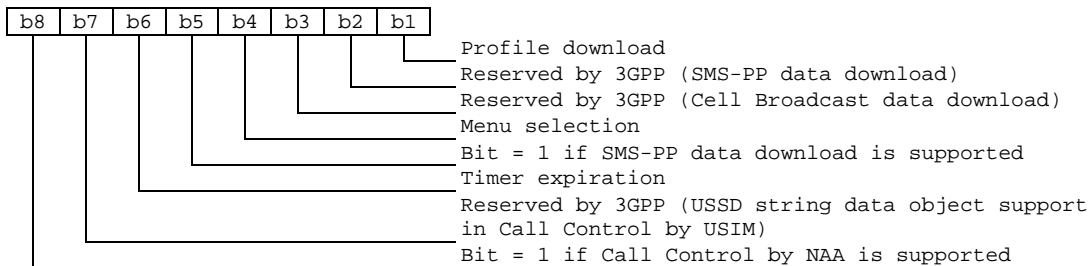 b8 b7 b6 b5 b4 b3 b2 b1
Profile download
Reserved by 3GPP (SMS-PP data download)
Reserved by 3GPP (Cell Broadcast data download)
Menu selection
Bit = 1 if SMS-PP data download is supported
Timer expiration
Reserved by 3GPP (USSD string data object support
in Call Control by USIM)
Bit = 1 if Call Control by NAA is supported